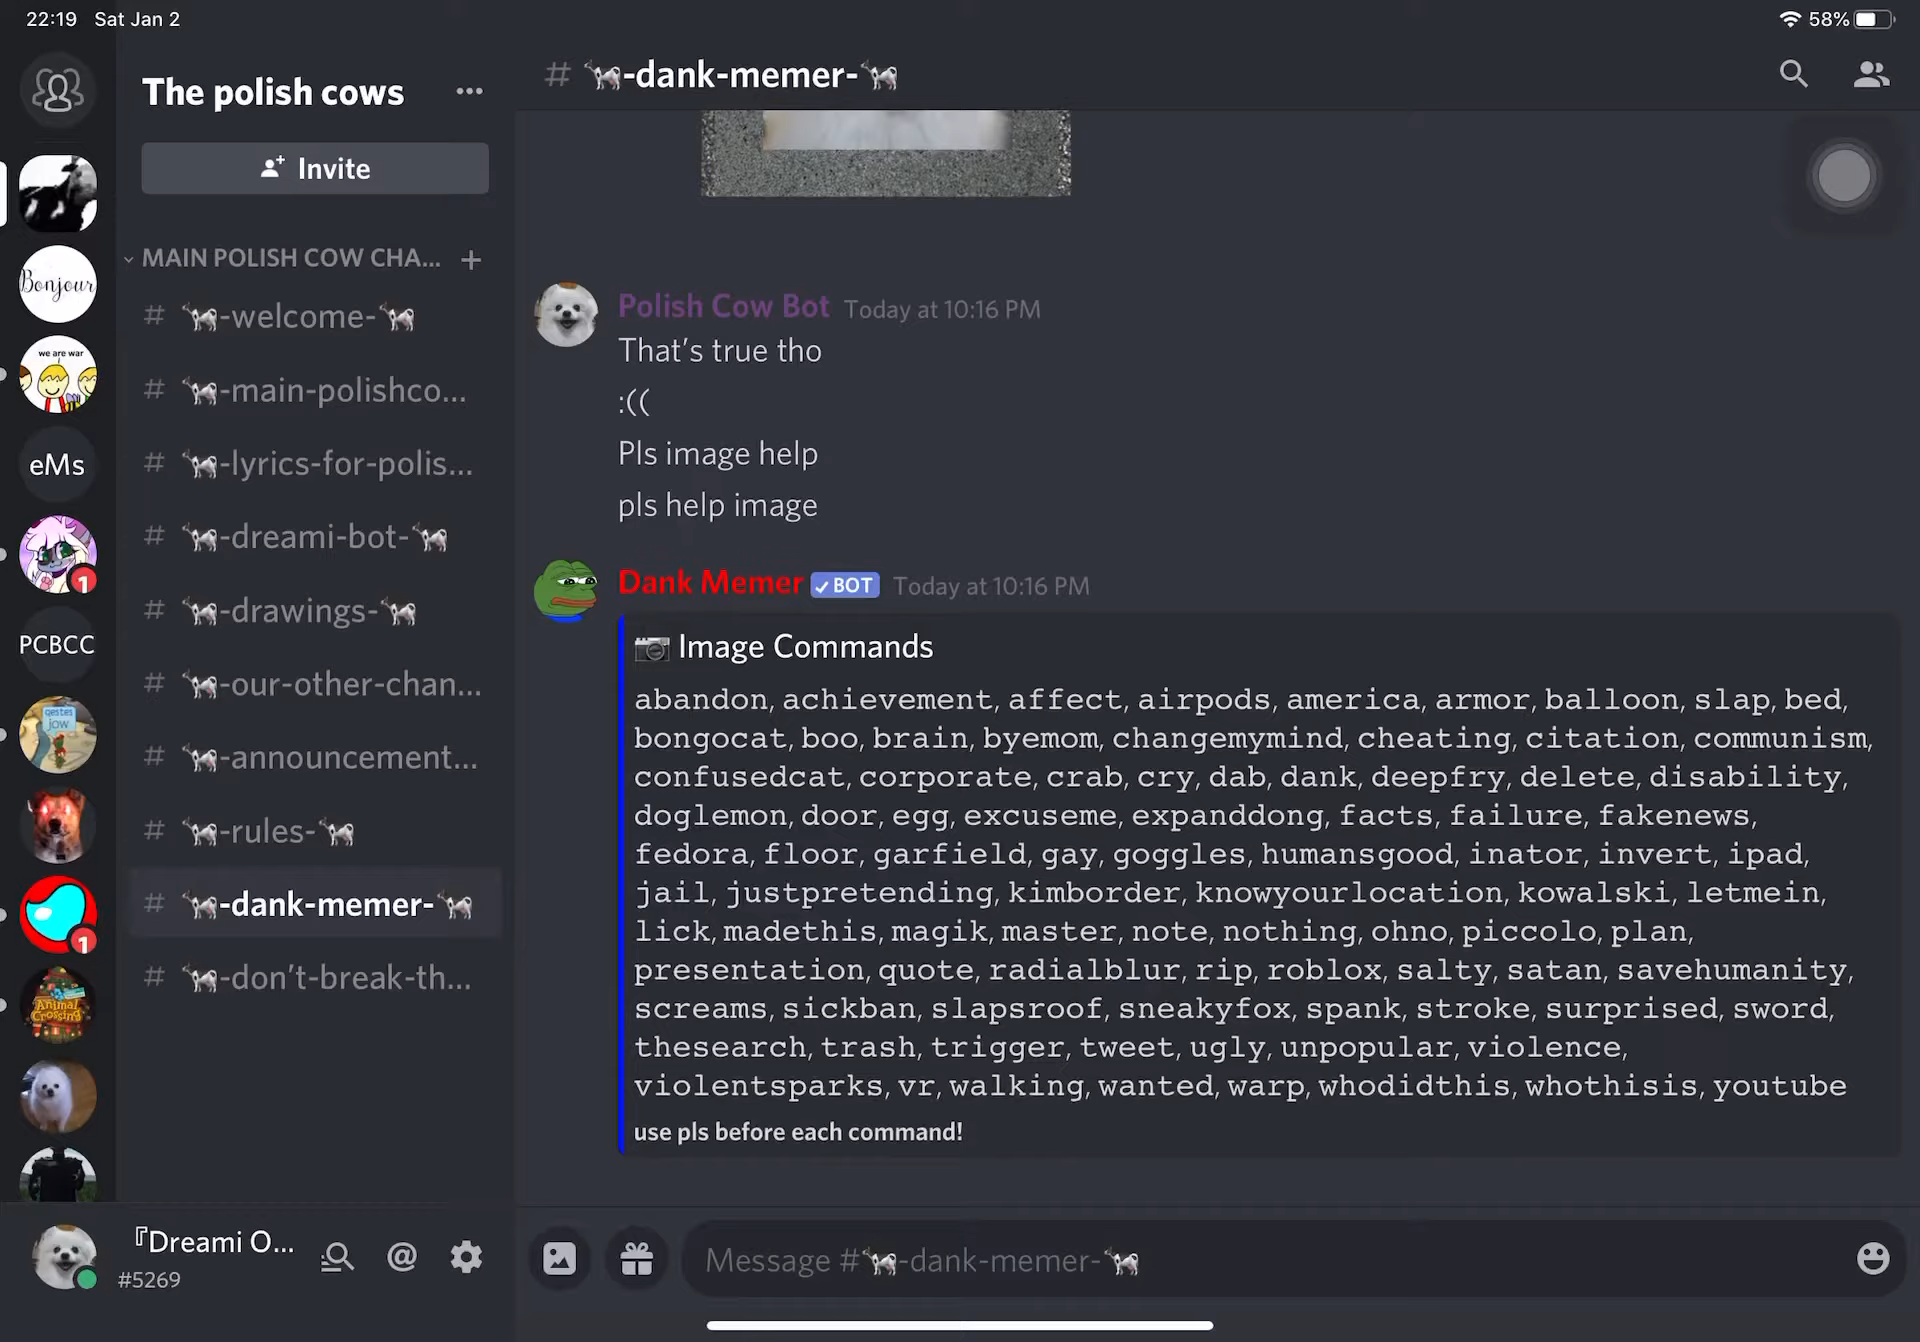 22:19 Sat Jan 2
58%
The polish cows
Invite
MAIN POLISH COW CHA...
# 🐄-welcome-🐄
# 🐄-main-polishco...
# 🐄-lyrics-for-polis...
# 🐄-dreami-bot-🐄
# 🐄-drawings-🐄
# 🐄-our-other-chan...
# 🐄-announcement...
# 🐄-rules-🐄
# 🐄-dank-memer-🐄
# 🐄-don't-break-th...
Bonjour
we are war
eMs
1
PCBCC
gestes
jow
1
Animal
Crossing
『Dreami O...
#5269
# 🐄-dank-memer-🐄
Polish Cow Bot Today at 10:16 PM
That's true tho
:((
Pls image help
pls help image
Dank Memer ✓BOT Today at 10:16 PM
📷 Image Commands
abandon, achievement, affect, airpods, america, armor, balloon, slap, bed,
bongocat, boo, brain, byemom, changemymind, cheating, citation, communism,
confusedcat, corporate, crab, cry, dab, dank, deepfry, delete, disability,
doglemon, door, egg, excuseme, expanddong, facts, failure, fakenews,
fedora, floor, garfield, gay, goggles, humansgood, inator, invert, ipad,
jail, justpretending, kimborder, knowyourlocation, kowalski, letmein,
lick, madethis, magik, master, note, nothing, ohno, piccolo, plan,
presentation, quote, radialblur, rip, roblox, salty, satan, savehumanity,
screams, sickban, slapsroof, sneakyfox, spank, stroke, surprised, sword,
thesearch, trash, trigger, tweet, ugly, unpopular, violence,
violentsparks, vr, walking, wanted, warp, whodidthis, whothisis, youtube
use pls before each command!
Message #🐄-dank-memer-🐄